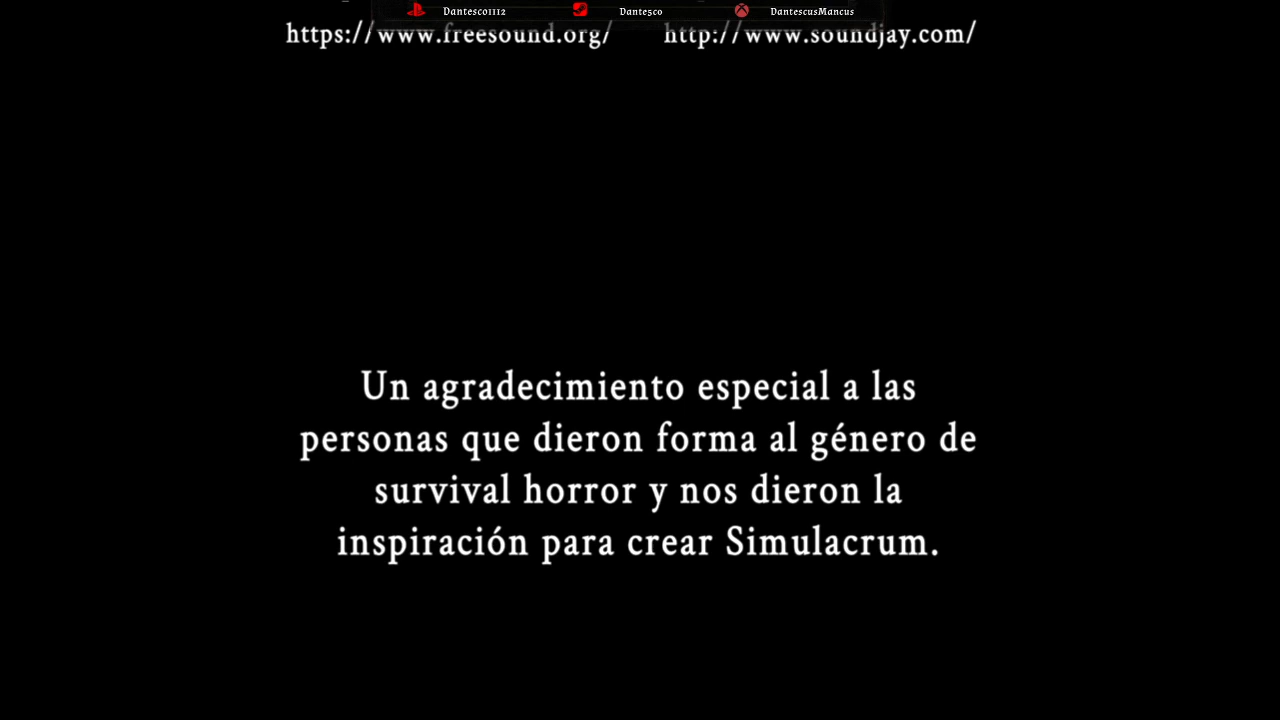 Dantesco1112 Dante5co DantescusMancus
https://www.freesound.org/ http://www.soundjay.com/
Un agradecimiento especial a las
personas que dieron forma al género de
survival horror y nos dieron la
inspiración para crear Simulacrum.